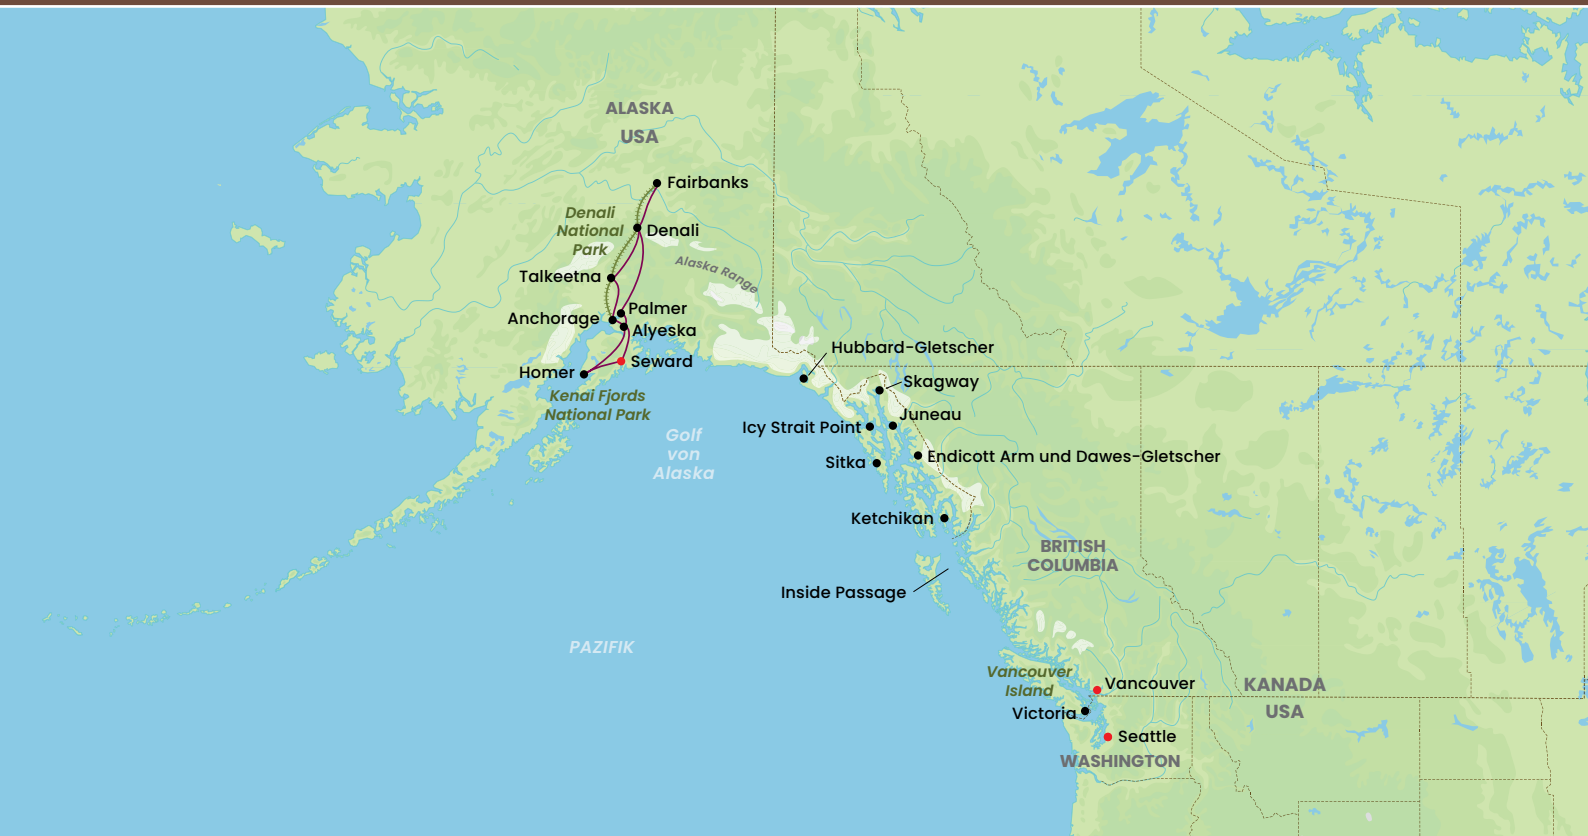 ALASKA
USA
Fairbanks
Denali
National
Park
Denali
Alaska Range
Talkeetna
Palmer
Anchorage
Alyeska
Seward
Homer
Kenai Fjords
National Park
Golf
von
Alaska
Hubbard-Gletscher
Skagway
Juneau
Icy Strait Point
Endicott Arm und Dawes-Gletscher
Sitka
Ketchikan
BRITISH
COLUMBIA
Inside Passage
PAZIFIK
Vancouver
Island
Vancouver
KANADA
Victoria
USA
Seattle
WASHINGTON